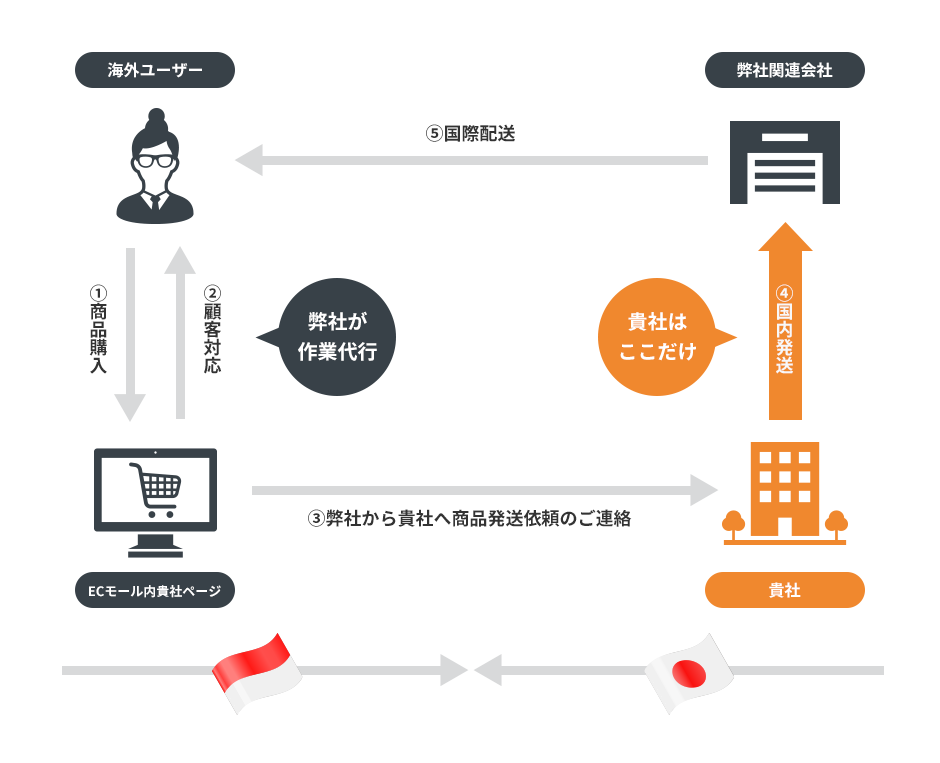 海外ユーザー
弊社関連会社
⑤国際配送
①商品購入
②顧客対応
弊社が
作業代行
貴社は
ここだけ
④国内発送
③弊社から貴社へ商品発送依頼のご連絡
ECモール内貴社ページ
貴社